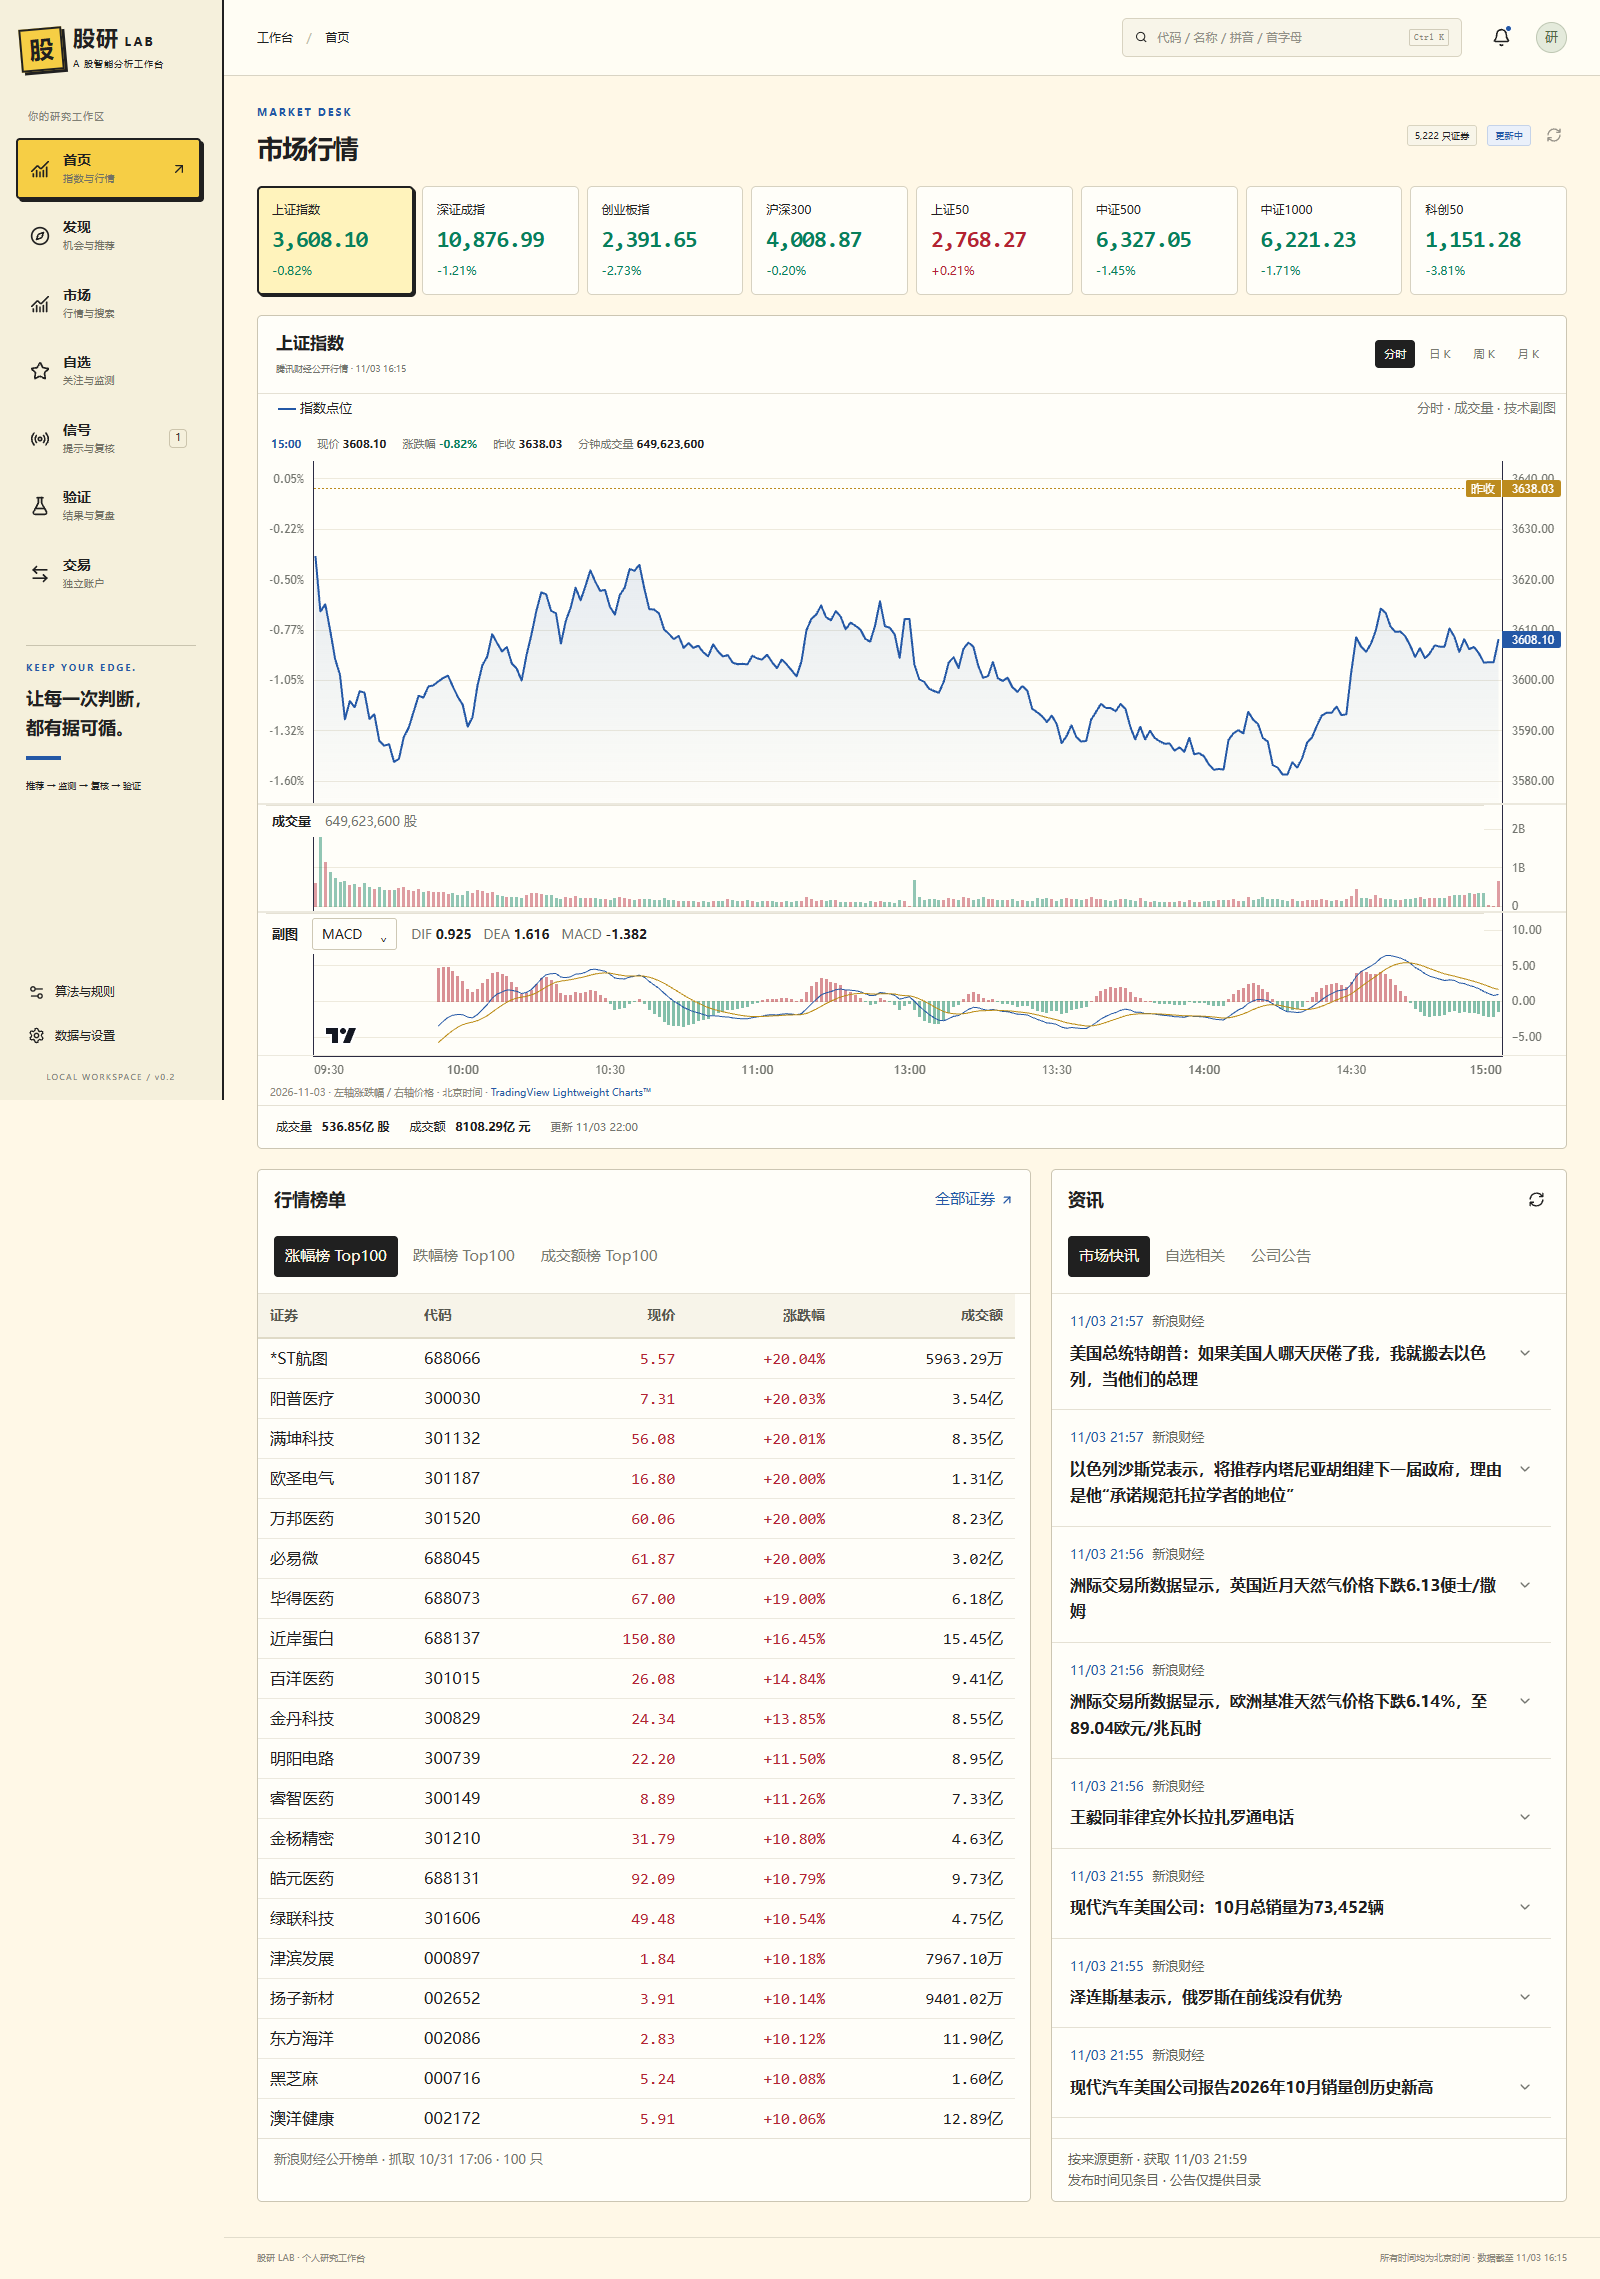 股
股研 LAB
A 股智能分析工作台
你的研究工作区
首页
指数与行情
发现
机会与推荐
市场
行情与搜索
自选
关注与监测
信号
提示与复核
1
验证
结果与复盘
交易
独立账户
KEEP YOUR EDGE.
让每一次判断，
都有据可循。
推荐 → 监测 → 复核 → 验证
算法与规则
数据与设置
LOCAL WORKSPACE / v0.2
工作台 / 首页
代码 / 名称 / 拼音 / 首字母
Ctrl K
研
MARKET DESK
市场行情
5,222 只证券
更新中
上证指数
3,608.10
-0.82%
深证成指
10,876.99
-1.21%
创业板指
2,391.65
-2.73%
沪深300
4,008.87
-0.20%
上证50
2,768.27
+0.21%
中证500
6,327.05
-1.45%
中证1000
6,221.23
-1.71%
科创50
1,151.28
-3.81%
上证指数
腾讯财经公开行情 · 11/03 16:15
分时 日 K 周 K 月 K
指数点位
分时 · 成交量 · 技术副图
15:00 现价 3608.10 涨跌幅 -0.82% 昨收 3638.03 分钟成交量 649,623,600
0.05%
-0.22%
-0.50%
-0.77%
-1.05%
-1.32%
-1.60%
3640.00
昨收 3638.03
3630.00
3620.00
3610.00
3608.10
3600.00
3590.00
3580.00
成交量 649,623,600 股
2B
1B
0
副图 MACD DIF 0.925 DEA 1.616 MACD -1.382
10.00
5.00
0.00
-5.00
09:30 10:00 10:30 11:00 13:00 13:30 14:00 14:30 15:00
2026-11-03 · 左轴涨跌幅 / 右轴价格 · 北京时间 · TradingView Lightweight Charts™
成交量 536.85亿 股 成交额 8108.29亿 元 更新 11/03 22:00
行情榜单
全部证券
涨幅榜 Top100 跌幅榜 Top100 成交额榜 Top100
证券 代码 现价 涨跌幅 成交额
*ST航图 688066 5.57 +20.04% 5963.29万
阳普医疗 300030 7.31 +20.03% 3.54亿
满坤科技 301132 56.08 +20.01% 8.35亿
欧圣电气 301187 16.80 +20.00% 1.31亿
万邦医药 301520 60.06 +20.00% 8.23亿
必易微 688045 61.87 +20.00% 3.02亿
毕得医药 688073 67.00 +19.00% 6.18亿
近岸蛋白 688137 150.80 +16.45% 15.45亿
百洋医药 301015 26.08 +14.84% 9.41亿
金丹科技 300829 24.34 +13.85% 8.55亿
明阳电路 300739 22.20 +11.50% 8.95亿
睿智医药 300149 8.89 +11.26% 7.33亿
金杨精密 301210 31.79 +10.80% 4.63亿
皓元医药 688131 92.09 +10.79% 9.73亿
绿联科技 301606 49.48 +10.54% 4.75亿
津滨发展 000897 1.84 +10.18% 7967.10万
扬子新材 002652 3.91 +10.14% 9401.02万
东方海洋 002086 2.83 +10.12% 11.90亿
黑芝麻 000716 5.24 +10.08% 1.60亿
澳洋健康 002172 5.91 +10.06% 12.89亿
新浪财经公开榜单 · 抓取 10/31 17:06 · 100 只
资讯
市场快讯 自选相关 公司公告
11/03 21:57 新浪财经
美国总统特朗普：如果美国人哪天厌倦了我，我就搬去以色
列，当他们的总理
11/03 21:57 新浪财经
以色列沙斯党表示，将推荐内塔尼亚胡组建下一届政府，理由
是他“承诺规范托拉学者的地位”
11/03 21:56 新浪财经
洲际交易所数据显示，英国近月天然气价格下跌6.13便士/撒
姆
11/03 21:56 新浪财经
洲际交易所数据显示，欧洲基准天然气价格下跌6.14%，至
89.04欧元/兆瓦时
11/03 21:56 新浪财经
王毅同菲律宾外长拉扎罗通电话
11/03 21:55 新浪财经
现代汽车美国公司：10月总销量为73,452辆
11/03 21:55 新浪财经
泽连斯基表示，俄罗斯在前线没有优势
11/03 21:55 新浪财经
现代汽车美国公司报告2026年10月销量创历史新高
按来源更新 · 获取 11/03 21:59
发布时间见条目 · 公告仅提供目录
股研 LAB · 个人研究工作台
所有时间均为北京时间 · 数据截至 11/03 16:15